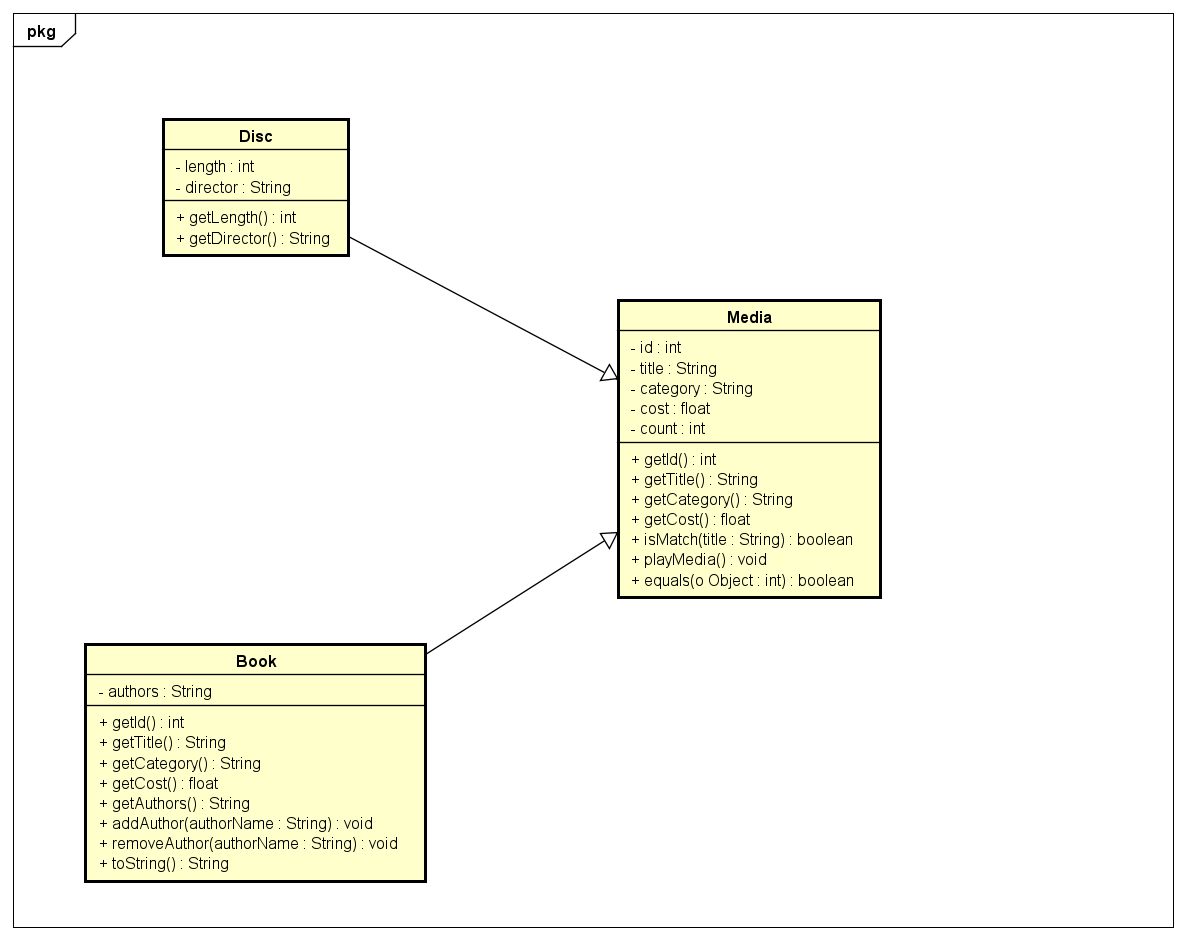 pkg
Disc
- length : int
- director : String
+ getLength() : int
+ getDirector() : String
Media
- id : int
- title : String
- category : String
- cost : float
- count : int
+ getId() : int
+ getTitle() : String
+ getCategory() : String
+ getCost() : float
+ isMatch(title : String) : boolean
+ playMedia() : void
+ equals(o Object : int) : boolean
Book
- authors : String
+ getId() : int
+ getTitle() : String
+ getCategory() : String
+ getCost() : float
+ getAuthors() : String
+ addAuthor(authorName : String) : void
+ removeAuthor(authorName : String) : void
+ toString() : String